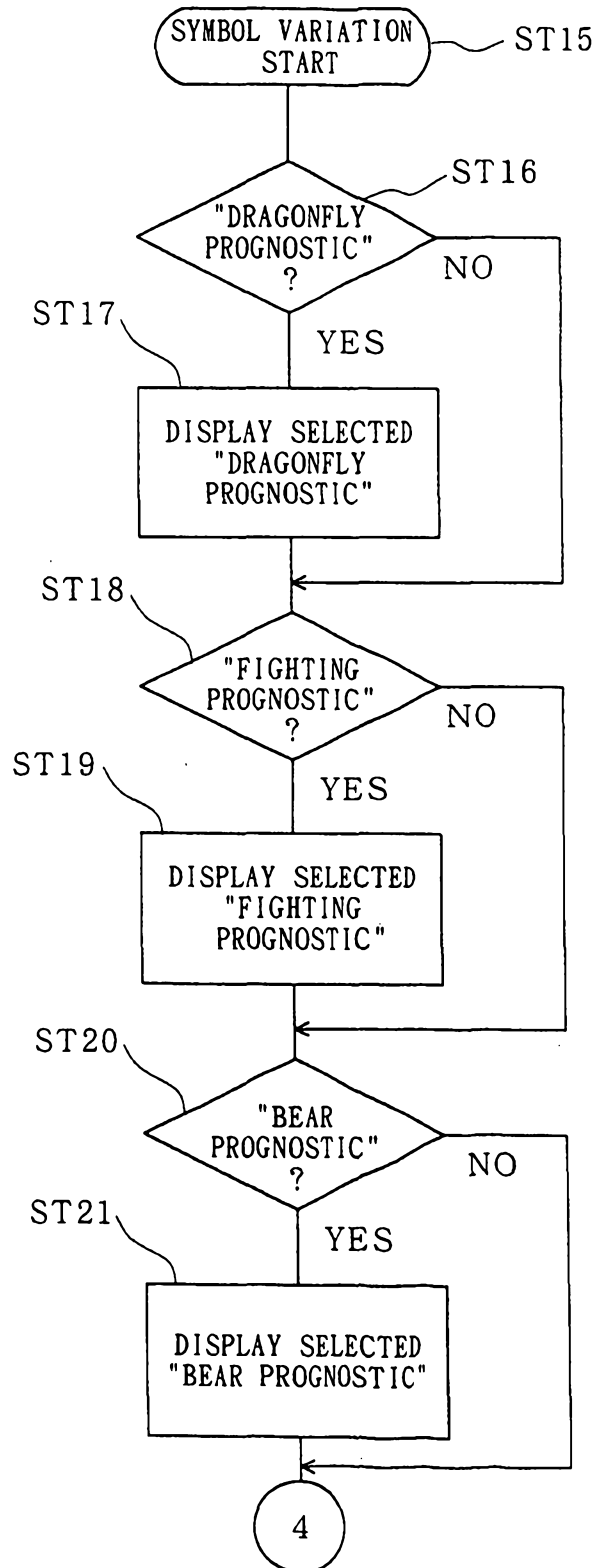 SYMBOL VARIATION
START
ST15
ST16
"DRAGONFLY
PROGNOSTIC"
?
NO
ST17
YES
DISPLAY SELECTED
"DRAGONFLY
PROGNOSTIC"
ST18
"FIGHTING
PROGNOSTIC"
?
NO
ST19
YES
DISPLAY SELECTED
"FIGHTING
PROGNOSTIC"
ST20
"BEAR
PROGNOSTIC"
?
NO
ST21
YES
DISPLAY SELECTED
"BEAR PROGNOSTIC"
4